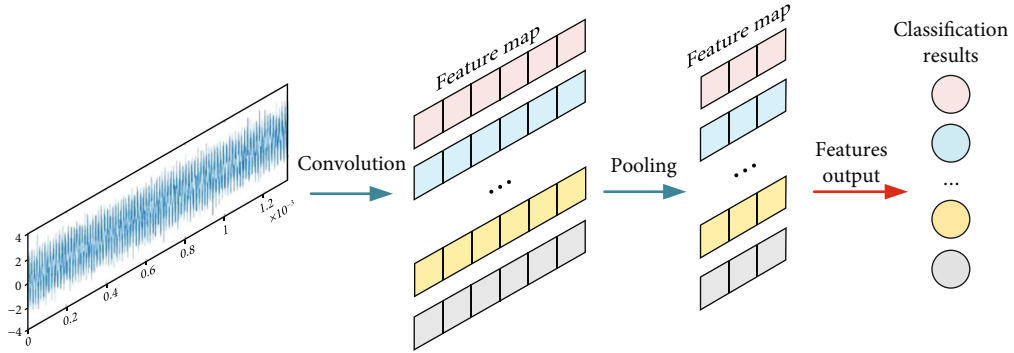 4
2
0
−2
−4
0
0.2
0.4
0.6
0.8
1
1.2
×10⁻³
Convolution
Feature map
...
Pooling
Feature map
...
Features
output
Classification
results
...